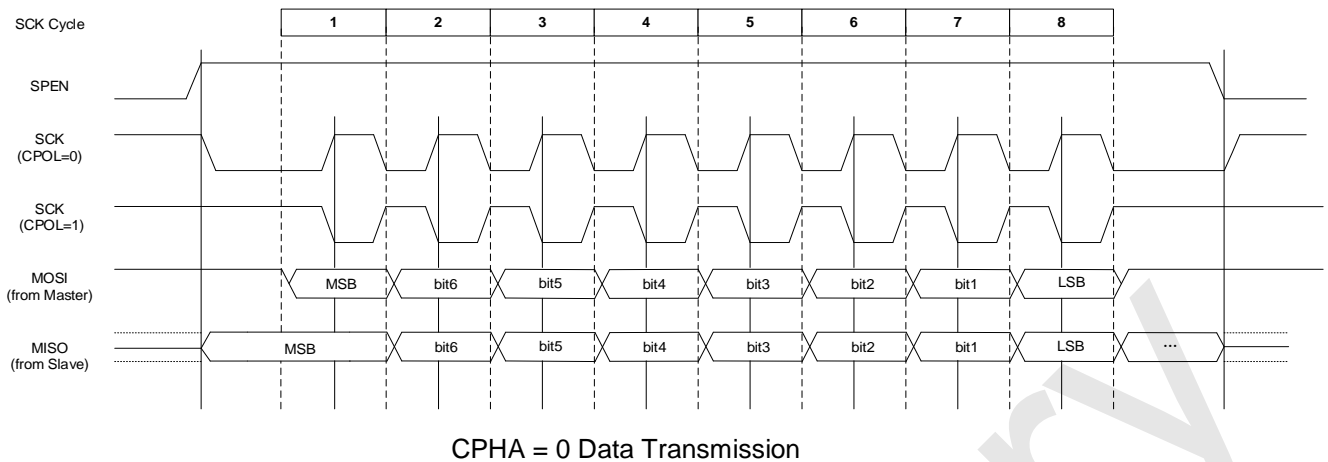 SCK Cycle 1 2 3 4 5 6 7 8
SPEN
SCK
(CPOL=0)
SCK
(CPOL=1)
MOSI
(from Master)
MSB bit6 bit5 bit4 bit3 bit2 bit1 LSB
MISO
(from Slave)
MSB bit6 bit5 bit4 bit3 bit2 bit1 LSB ...
CPHA = 0 Data Transmission